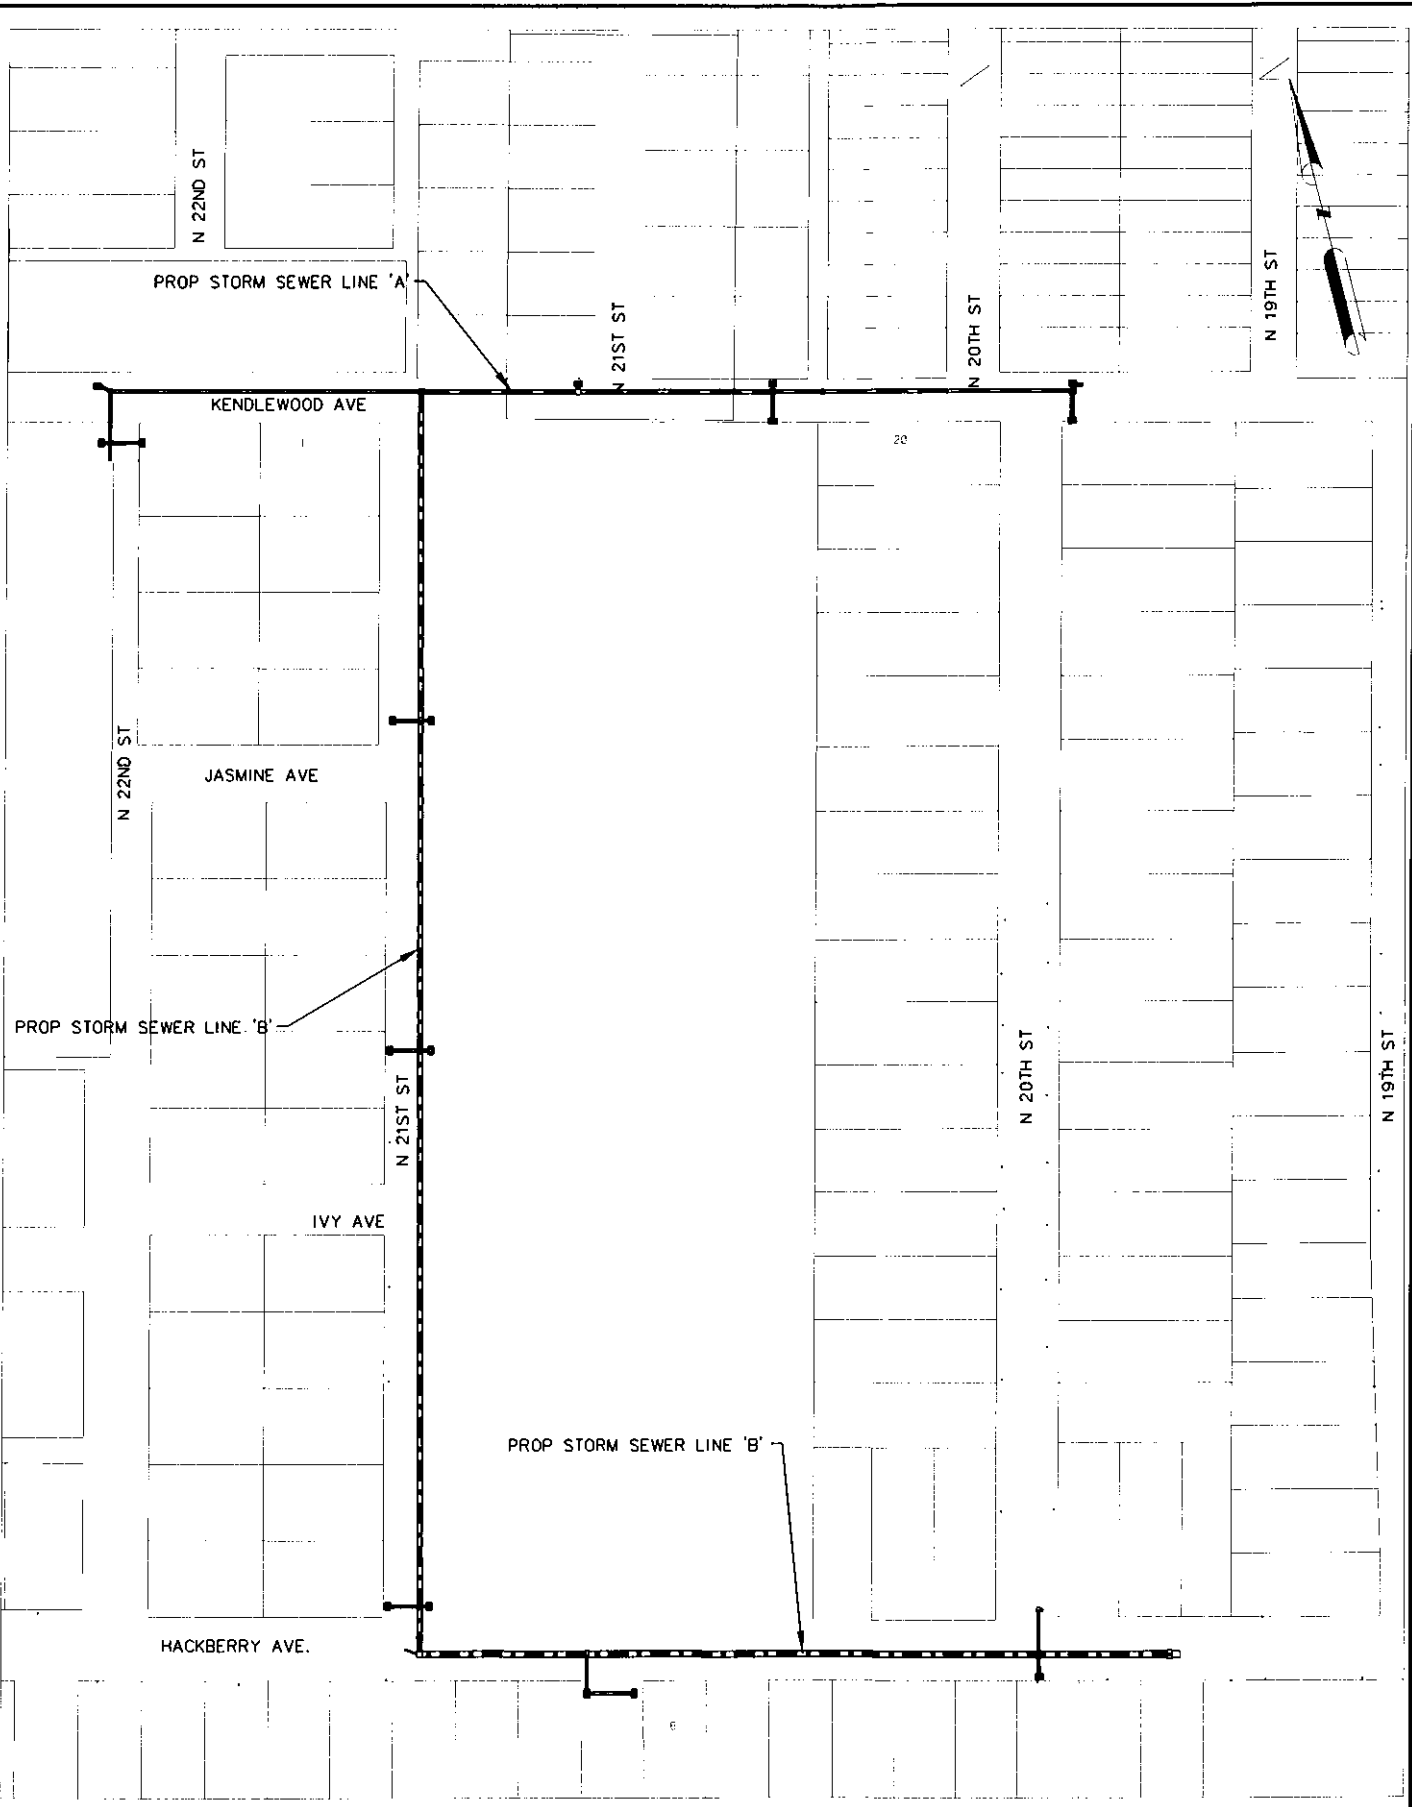 N 22ND ST
PROP STORM SEWER LINE 'A'
N 21ST ST
N 20TH ST
N 19TH ST
KENDLEWOOD AVE
1
20
N 22ND ST
JASMINE AVE
PROP STORM SEWER LINE 'B'
N 21ST ST
N 20TH ST
N 19TH ST
IVY AVE
PROP STORM SEWER LINE 'B'
HACKBERRY AVE.